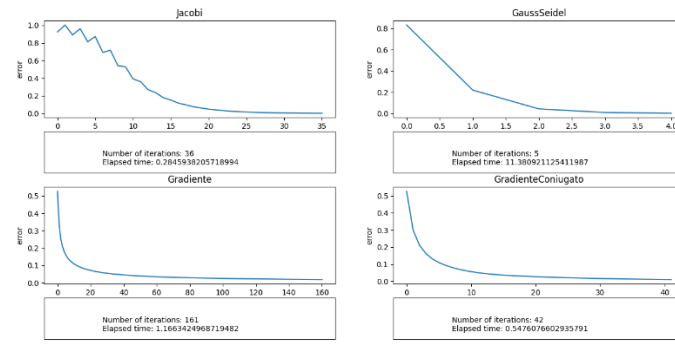 Jacobi
1.0
0.8
0.6
0.4
0.2
0.0
error
0 5 10 15 20 25 30 35
Number of iterations: 36
Elapsed time: 0.2845938205718994
GaussSeidel
0.8
0.6
0.4
0.2
0.0
error
0.0 0.5 1.0 1.5 2.0 2.5 3.0 3.5 4.0
Number of iterations: 5
Elapsed time: 11.380921125411987
Gradiente
0.5
0.4
0.3
0.2
0.1
0.0
error
0 20 40 60 80 100 120 140 160
Number of iterations: 161
Elapsed time: 1.1663424968719482
GradienteConiugato
0.5
0.4
0.3
0.2
0.1
0.0
error
0 10 20 30 40
Number of iterations: 42
Elapsed time: 0.5476076602935791